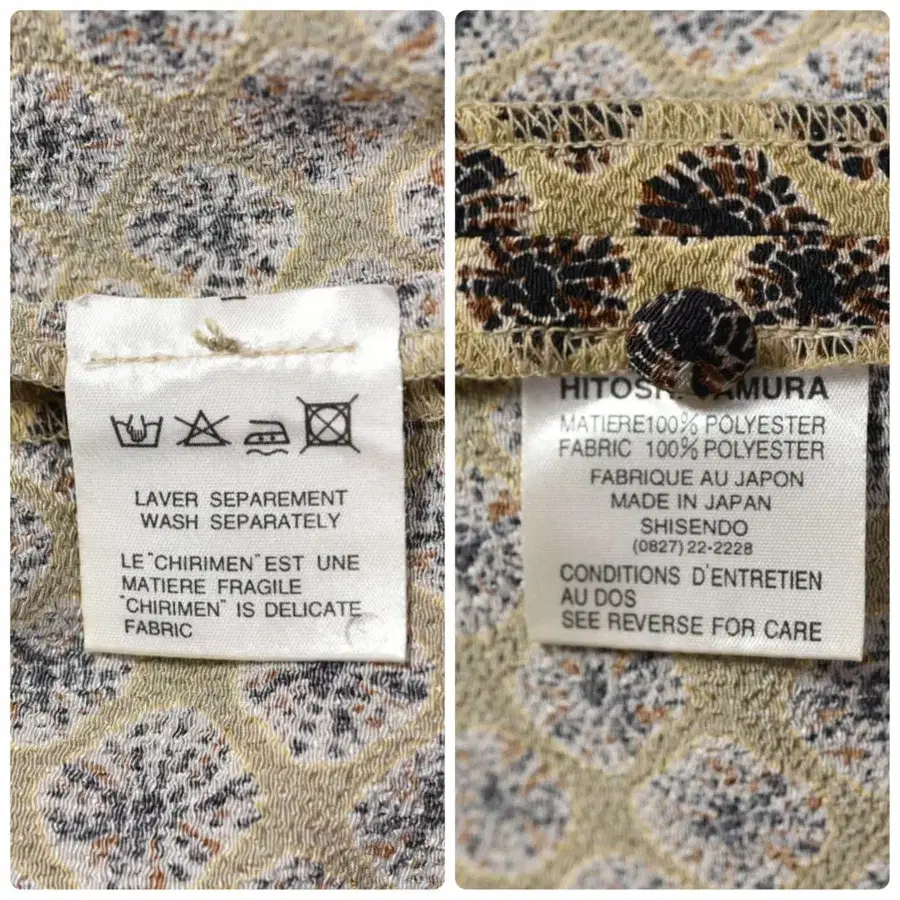 LAVER SEPAREMENT
WASH SEPARATELY
LE "CHIRIMEN" EST UNE
MATIERE FRAGILE
"CHIRIMEN" IS DELICATE
FABRIC
MATIERE100% POLYESTER
FABRIC 100% POLYESTER
FABRIQUE AU JAPON
MADE IN JAPAN
SHISENDO
(0827) 22-2228
CONDITIONS D'ENTRETIEN
AU DOS
SEE REVERSE FOR CARE